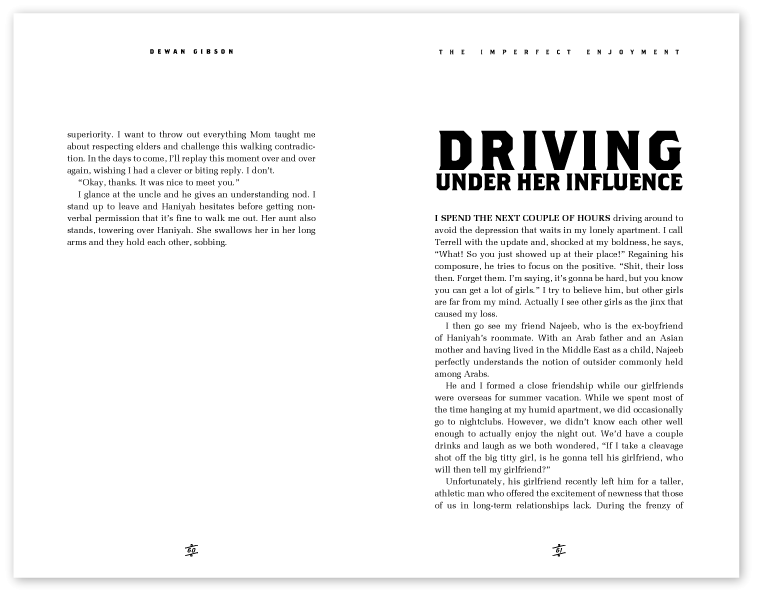 DEWAN GIBSON
superiority. I want to throw out everything Mom taught me
about respecting elders and challenge this walking contradic-
tion. In the days to come, I'll replay this moment over and over
again, wishing I had a clever or biting reply. I don't.
“Okay, thanks. It was nice to meet you.”
I glance at the uncle and he gives an understanding nod. I
stand up to leave and Haniyah hesitates before getting non-
verbal permission that it's fine to walk me out. Her aunt also
stands, towering over Haniyah. She swallows her in her long
arms and they hold each other, sobbing.
60
THE IMPERFECT ENJOYMENT
DRIVING
UNDER HER INFLUENCE
I SPEND THE NEXT COUPLE OF HOURS driving around to
avoid the depression that waits in my lonely apartment. I call
Terrell with the update and, shocked at my boldness, he says,
“What! So you just showed up at their place!” Regaining his
composure, he tries to focus on the positive. “Shit, their loss
then. Forget them. I'm saying, it's gonna be hard, but you know
you can get a lot of girls.” I try to believe him, but other girls
are far from my mind. Actually I see other girls as the jinx that
caused my loss.
I then go see my friend Najeeb, who is the ex-boyfriend
of Haniyah's roommate. With an Arab father and an Asian
mother and having lived in the Middle East as a child, Najeeb
perfectly understands the notion of outsider commonly held
among Arabs.
He and I formed a close friendship while our girlfriends
were overseas for summer vacation. While we spent most of
the time hanging at my humid apartment, we did occasionally
go to nightclubs. However, we didn't know each other well
enough to actually enjoy the night out. We'd have a couple
drinks and laugh as we both wondered, “If I take a cleavage
shot off the big titty girl, is he gonna tell his girlfriend, who
will then tell my girlfriend?”
Unfortunately, his girlfriend recently left him for a taller,
athletic man who offered the excitement of newness that those
of us in long-term relationships lack. During the frenzy of
61